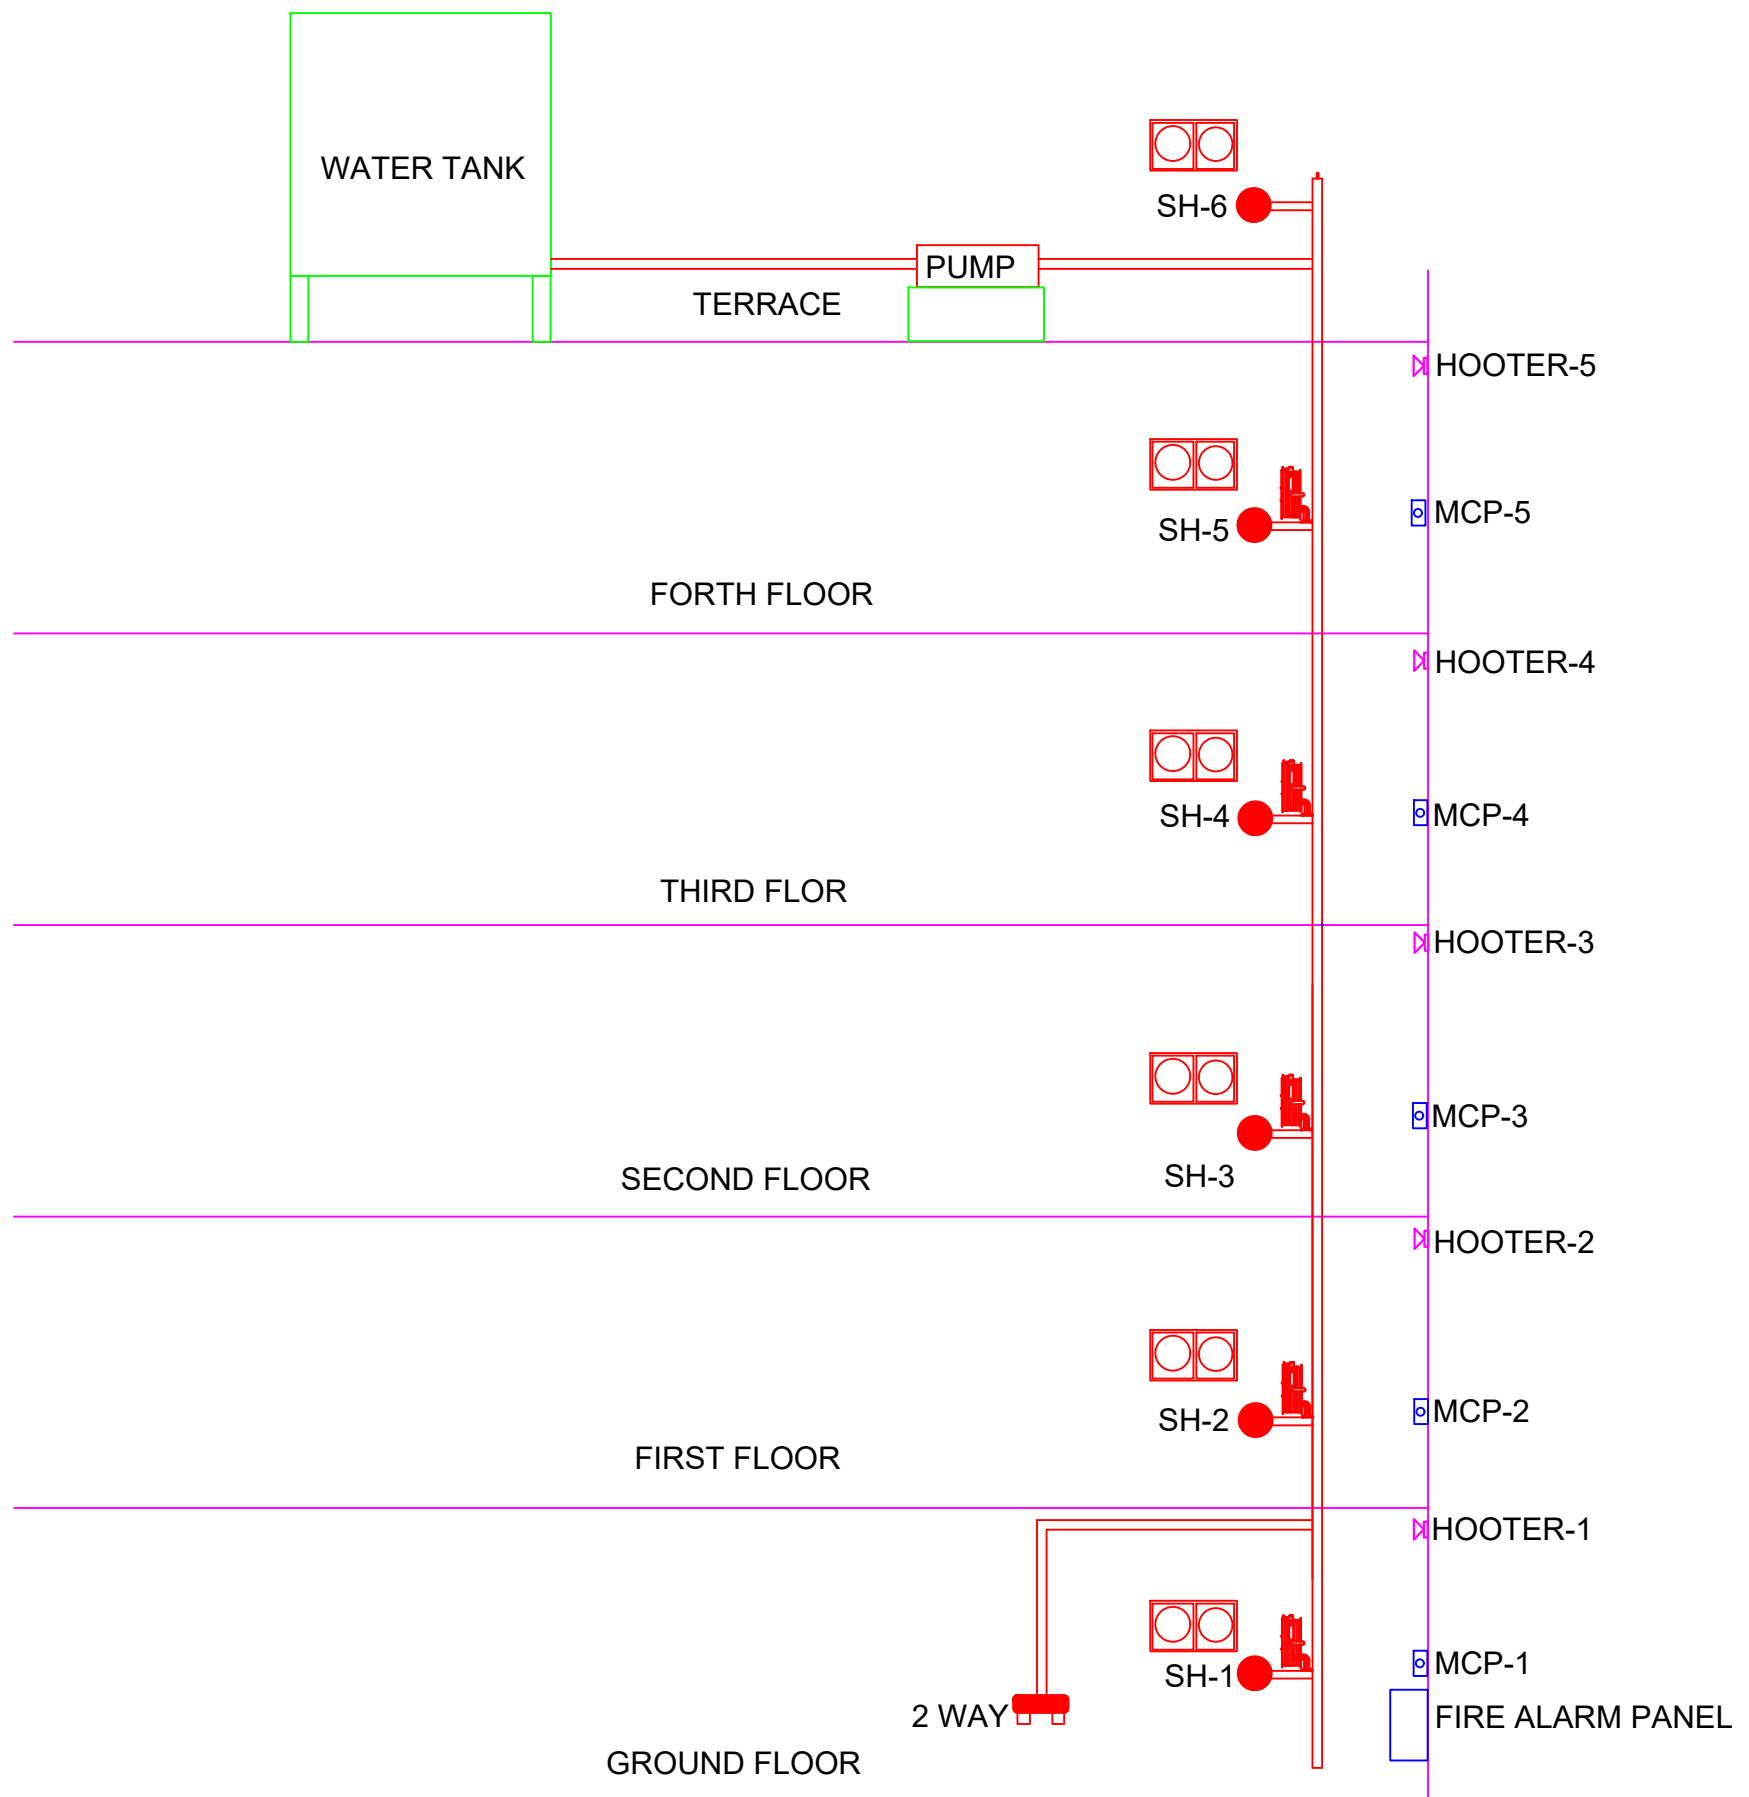 WATER TANK
SH-6
PUMP
TERRACE
HOOTER-5
MCP-5
SH-5
FORTH FLOOR
HOOTER-4
SH-4
MCP-4
THIRD FLOR
HOOTER-3
MCP-3
SH-3
SECOND FLOOR
HOOTER-2
MCP-2
SH-2
FIRST FLOOR
HOOTER-1
MCP-1
SH-1
2 WAY
FIRE ALARM PANEL
GROUND FLOOR